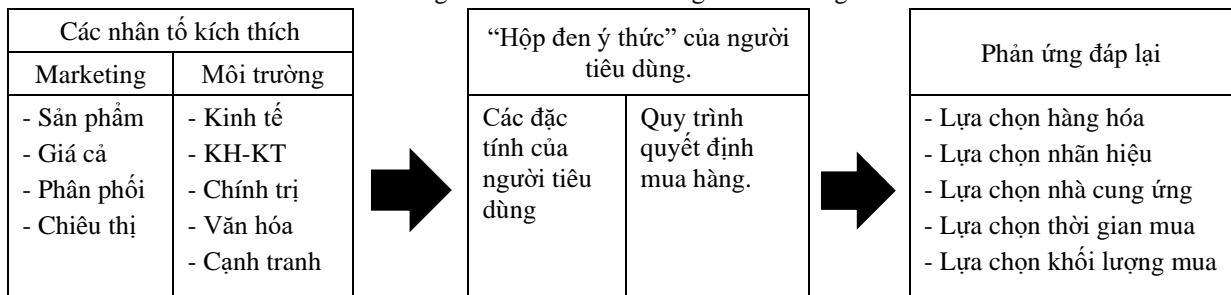 Các nhân tố kích thích
Marketing
Môi trường
- Sản phẩm
- Giá cả
- Phân phối
- Chiêu thị
- Kinh tế
- KH-KT
- Chính trị
- Văn hóa
- Cạnh tranh
“Hộp đen ý thức” của người
tiêu dùng.
Các đặc
tính của
người tiêu
dùng
Quy trình
quyết định
mua hàng.
Phản ứng đáp lại
- Lựa chọn hàng hóa
- Lựa chọn nhãn hiệu
- Lựa chọn nhà cung ứng
- Lựa chọn thời gian mua
- Lựa chọn khối lượng mua